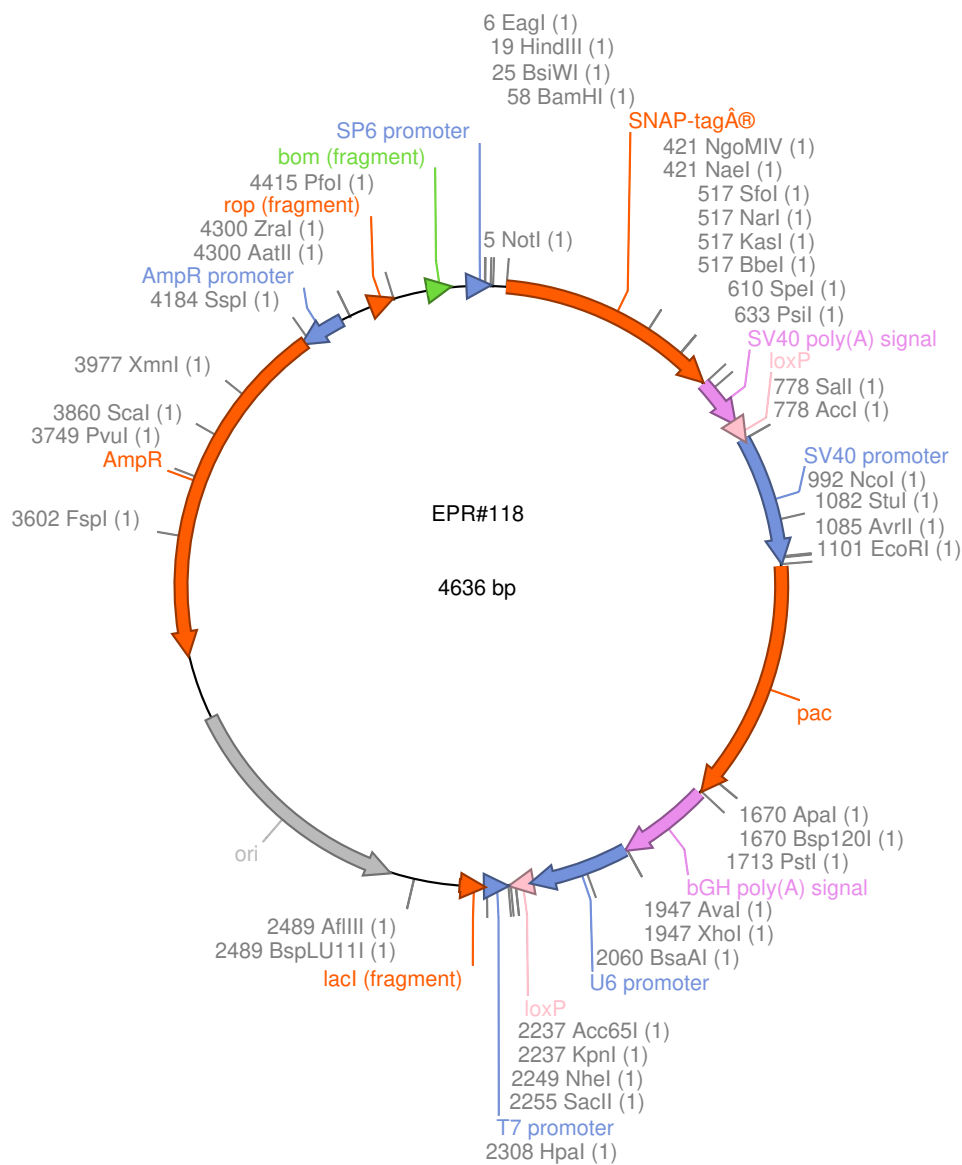 6 EagI (1)
19 HindIII (1)
25 BsiWI (1)
58 BamHI (1)
SNAP-tagÂ®
SP6 promoter
421 NgoMIV (1)
bom (fragment)
421 NaeI (1)
4415 PfoI (1)
517 SfoI (1)
rop (fragment)
517 NarI (1)
4300 ZraI (1)
5 NotI (1)
517 KasI (1)
4300 AatII (1)
517 BbeI (1)
AmpR promoter
610 SpeI (1)
4184 SspI (1)
633 PsiI (1)
SV40 poly(A) signal
loxP
3977 XmnI (1)
778 SalI (1)
778 AccI (1)
3860 ScaI (1)
3749 PvuI (1)
SV40 promoter
AmpR
992 NcoI (1)
1082 StuI (1)
3602 FspI (1)
EPR#118
1085 AvrII (1)
1101 EcoRI (1)
4636 bp
pac
1670 ApaI (1)
1670 Bsp120I (1)
ori
1713 PstI (1)
bGH poly(A) signal
1947 AvaI (1)
2489 AflIII (1)
1947 XhoI (1)
2489 BspLU11I (1)
2060 BsaAI (1)
lacI (fragment)
U6 promoter
loxP
2237 Acc65I (1)
2237 KpnI (1)
2249 NheI (1)
2255 SacII (1)
T7 promoter
2308 HpaI (1)